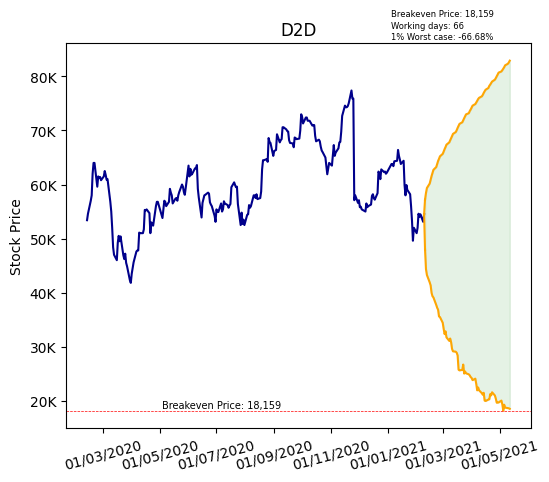 Breakeven Price: 18,159
Working days: 66
1% Worst case: -66.68%
D2D
Stock Price
80K
70K
60K
50K
40K
30K
20K
Breakeven Price: 18,159
01/03/2020
01/05/2020
01/07/2020
01/09/2020
01/11/2020
01/01/2021
01/03/2021
01/05/2021